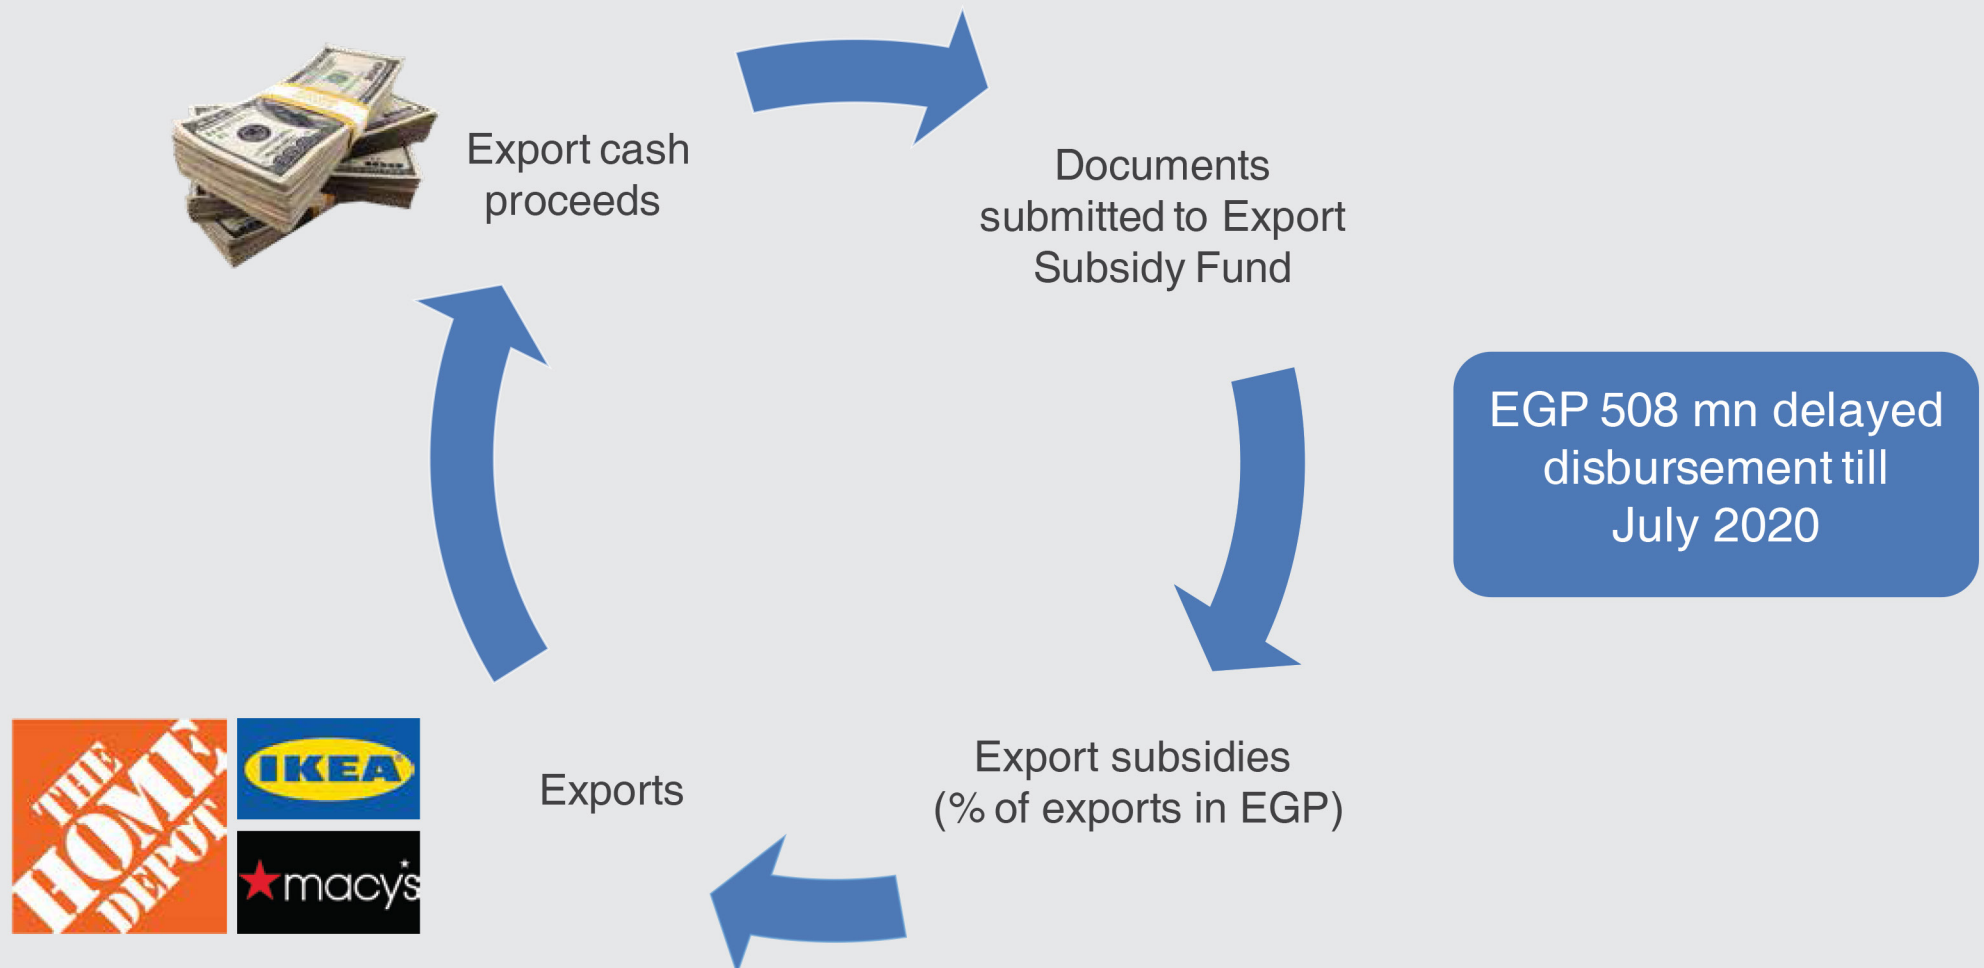 Export cash
proceeds
Documents
submitted to Export
Subsidy Fund
EGP 508 mn delayed
disbursement till
July 2020
Export subsidies
(% of exports in EGP)
Exports
THE
HOME
DEPOT
IKEA
macy's